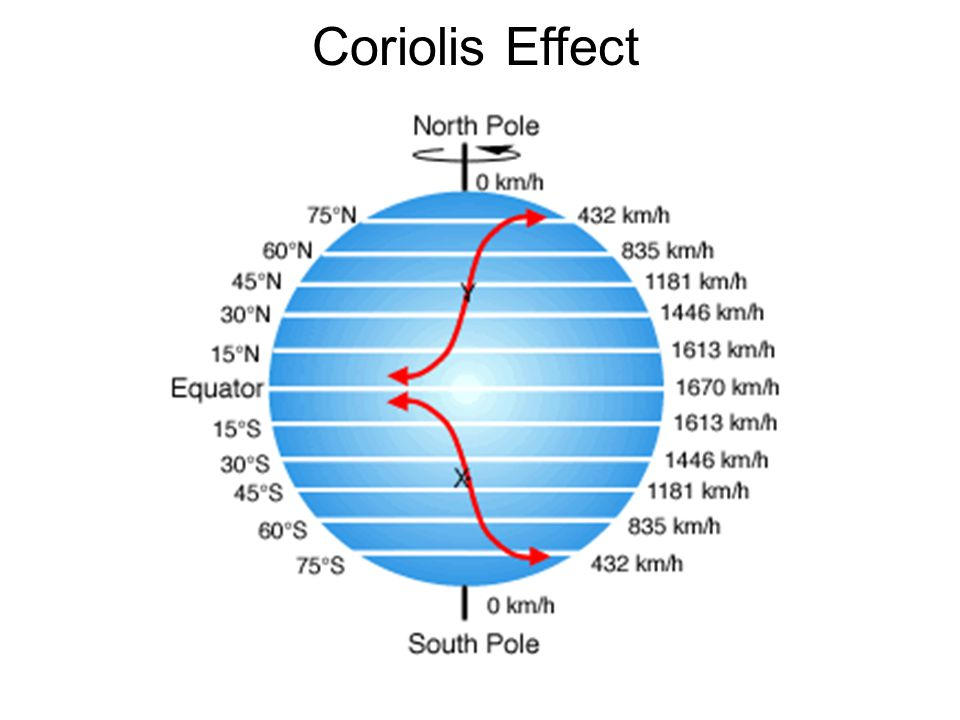 Coriolis Effect
North Pole
0 km/h
75°N 432 km/h
60°N 835 km/h
45°N 1181 km/h
Y
30°N 1446 km/h
15°N 1613 km/h
Equator 1670 km/h
15°S 1613 km/h
30°S 1446 km/h
X
45°S 1181 km/h
60°S 835 km/h
75°S 432 km/h
0 km/h
South Pole